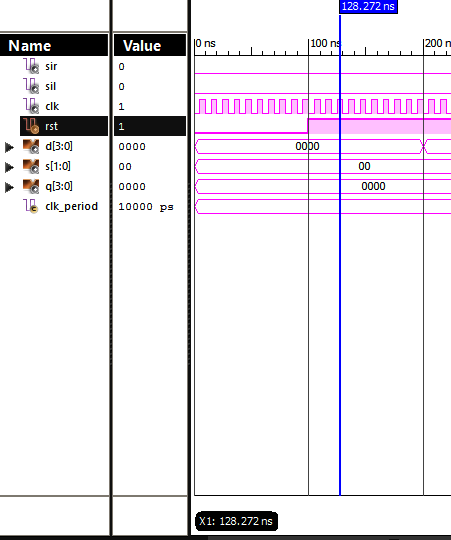 128.272 ns
Name Value
0 ns 100 ns 200 n
sir 0
sil 0
clk 1
rst 1
d[3:0] 0000 0000
s[1:0] 00 00
q[3:0] 0000 0000
clk_period 10000 ps
X1: 128.272 ns